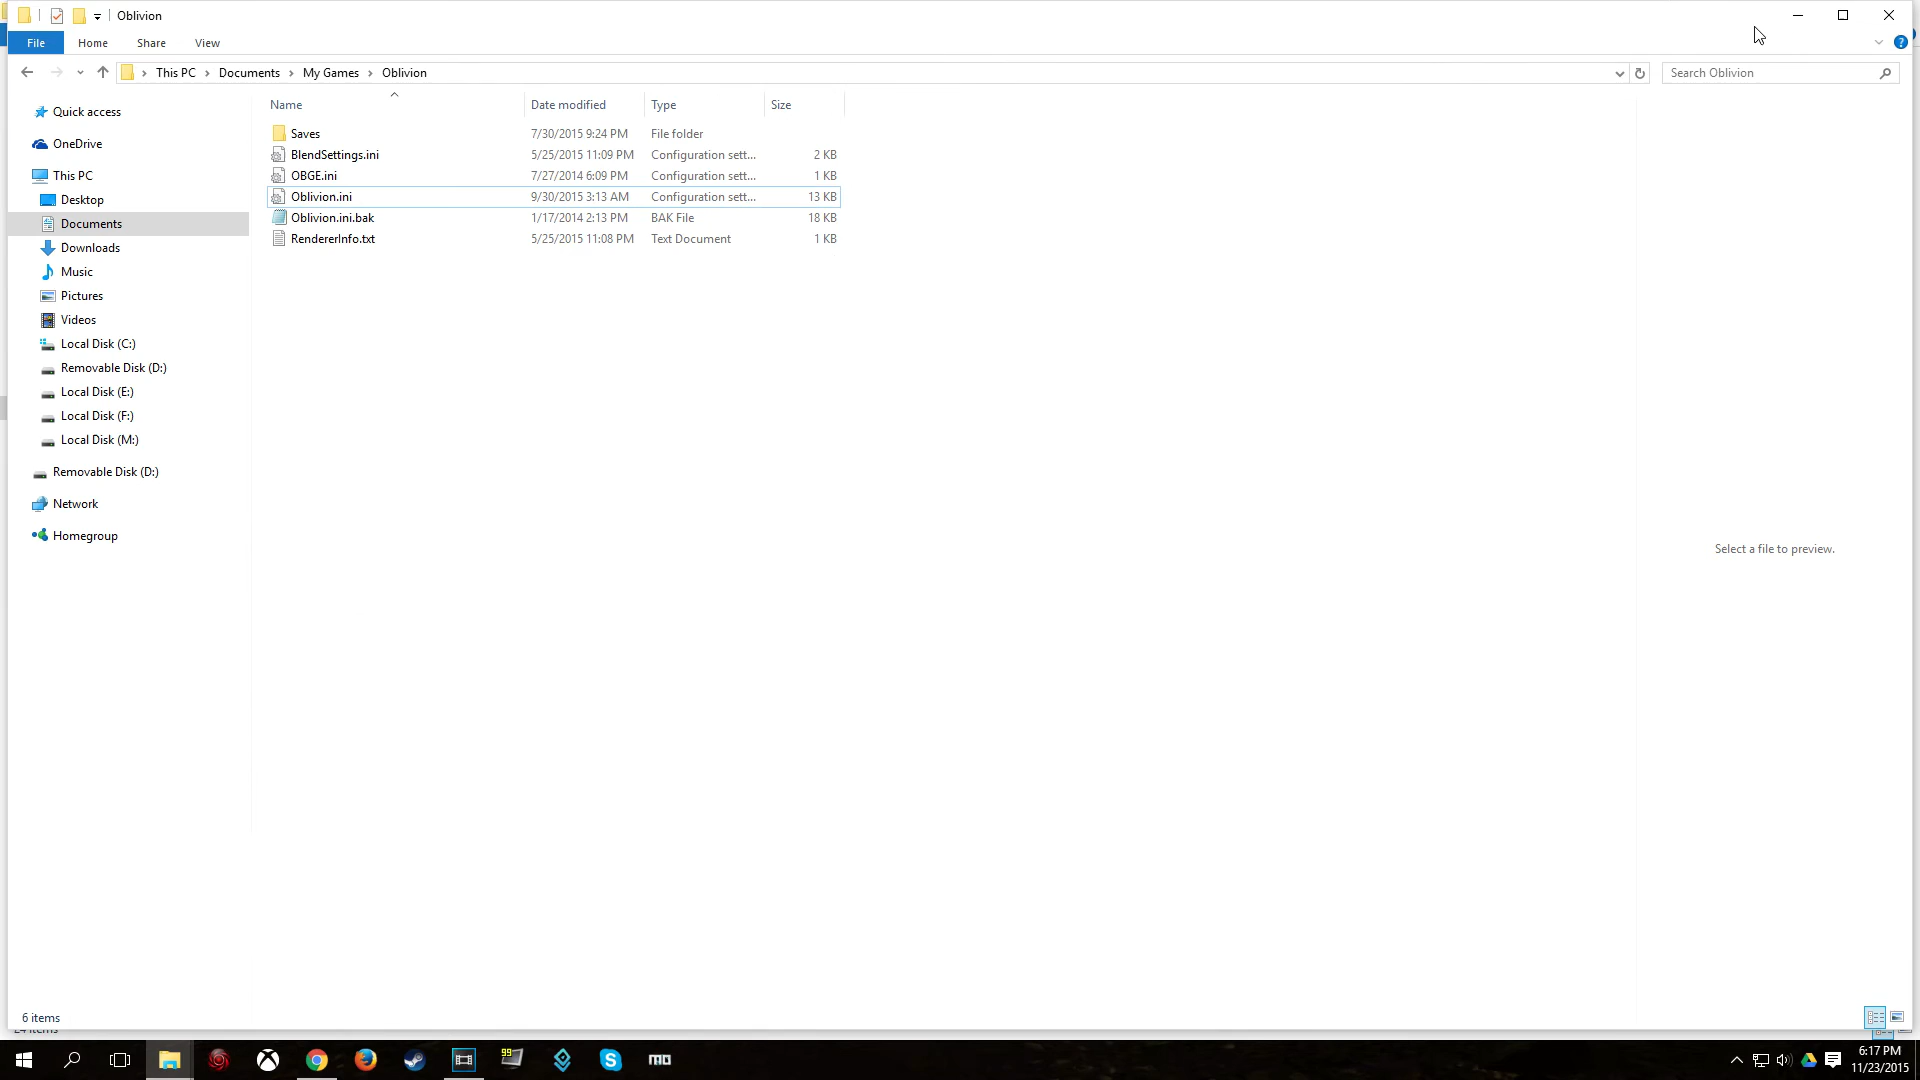 Oblivion
File Home Share View
This PC Documents My Games Oblivion
Search Oblivion
Name Date modified Type Size
Saves 7/30/2015 9:24 PM File folder
BlendSettings.ini 5/25/2015 11:09 PM Configuration sett... 2 KB
OBGE.ini 7/27/2014 6:09 PM Configuration sett... 1 KB
Oblivion.ini 9/30/2015 3:13 AM Configuration sett... 13 KB
Oblivion.ini.bak 1/17/2014 2:13 PM BAK File 18 KB
RendererInfo.txt 5/25/2015 11:08 PM Text Document 1 KB
Quick access
OneDrive
This PC
Desktop
Documents
Downloads
Music
Pictures
Videos
Local Disk (C:)
Removable Disk (D:)
Local Disk (E:)
Local Disk (F:)
Local Disk (M:)
Removable Disk (D:)
Network
Homegroup
Select a file to preview.
6 items
24 items
99
MO
6:17 PM
11/23/2015